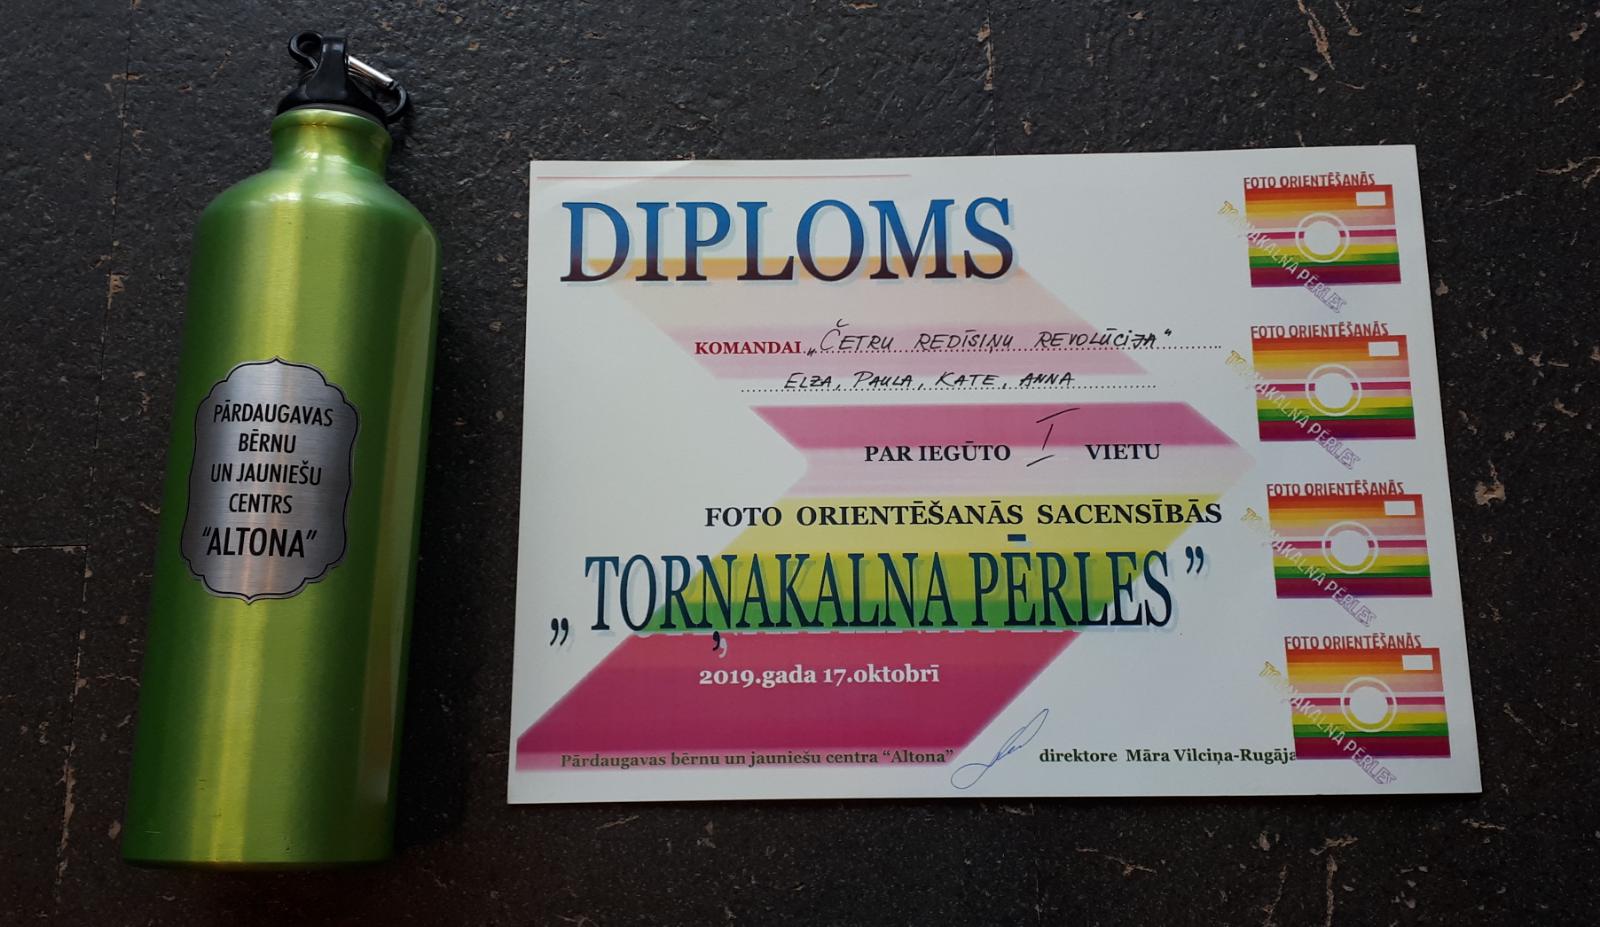 PĀRDAUGAVAS
BĒRNU
UN JAUNIEŠU
CENTRS
"ALTONA"
DIPLOMS
KOMANDAI „ČETRU REDĪSIŅU REVOLŪCIJA"
ELZA, PAULA, KATE, ANNA
PAR IEGŪTO I VIETU
FOTO ORIENTĒŠANĀS SACENSĪBĀS
„ TORŅAKALNA PĒRLES ”
2019.gada 17.oktobrī
Pārdaugavas bērnu un jauniešu centra “Altona” direktore Māra Vilciņa-Rugāja
FOTO ORIENTĒŠANĀS
TORŅAKALNA PĒRLES
FOTO ORIENTĒŠANĀS
TORŅAKALNA PĒRLES
FOTO ORIENTĒŠANĀS
TORŅAKALNA PĒRLES
FOTO ORIENTĒŠANĀS
TORŅAKALNA PĒRLES